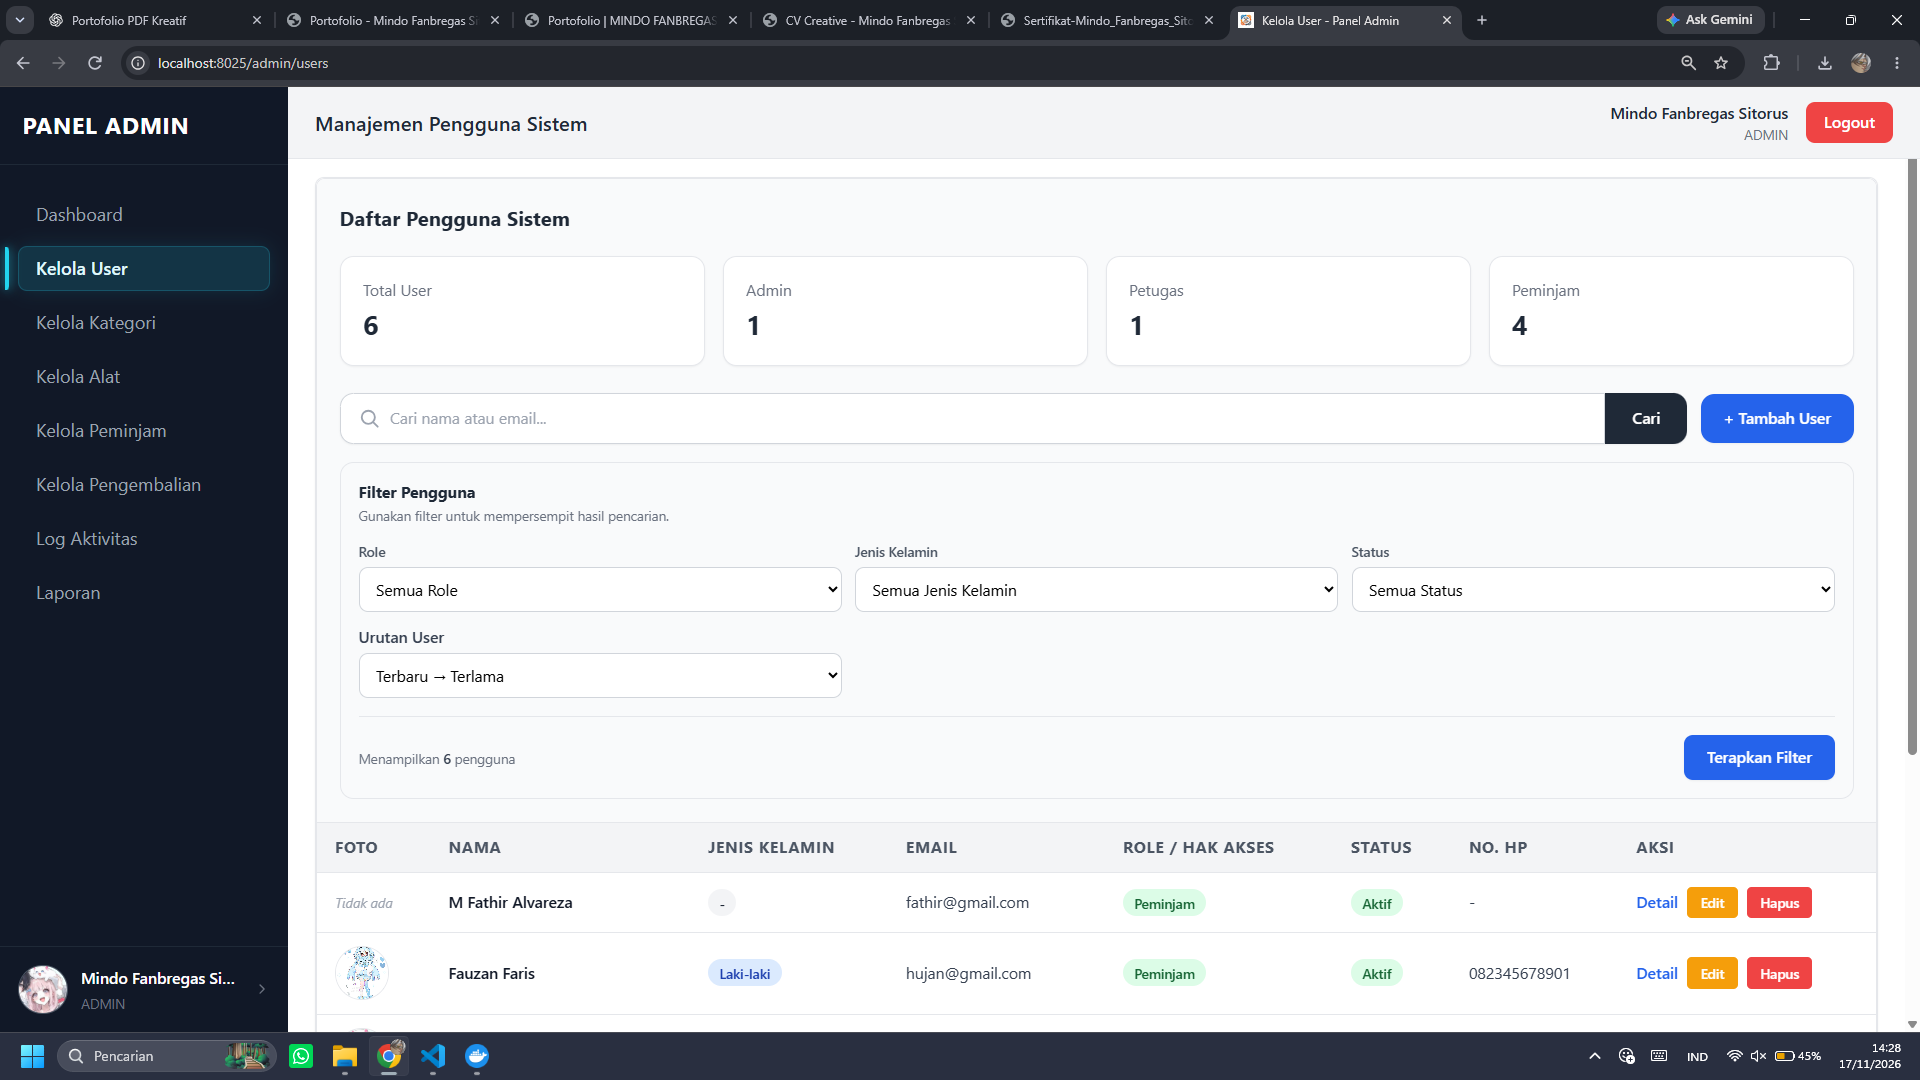 Portofolio PDF Kreatif
Portofolio - Mindo Fanbregas Si
Portofolio | MINDO FANBREGAS
CV Creative - Mindo Fanbregas
Sertifikat-Mindo_Fanbregas_Sito
Kelola User - Panel Admin
Ask Gemini
localhost:8025/admin/users
PANEL ADMIN
Dashboard
Kelola User
Kelola Kategori
Kelola Alat
Kelola Peminjam
Kelola Pengembalian
Log Aktivitas
Laporan
Mindo Fanbregas Si...
ADMIN
Manajemen Pengguna Sistem
Mindo Fanbregas Sitorus
ADMIN
Logout
Daftar Pengguna Sistem
Total User
6
Admin
1
Petugas
1
Peminjam
4
Cari nama atau email...
Cari
+ Tambah User
Filter Pengguna
Gunakan filter untuk mempersempit hasil pencarian.
Role
Semua Role
Jenis Kelamin
Semua Jenis Kelamin
Status
Semua Status
Urutan User
Terbaru → Terlama
Menampilkan 6 pengguna
Terapkan Filter
FOTO NAMA JENIS KELAMIN EMAIL ROLE / HAK AKSES STATUS NO. HP AKSI
Tidak ada M Fathir Alvareza - fathir@gmail.com Peminjam Aktif - Detail Edit Hapus
Fauzan Faris Laki-laki hujan@gmail.com Peminjam Aktif 082345678901 Detail Edit Hapus
Pencarian
IND
45%
14:28
17/11/2026